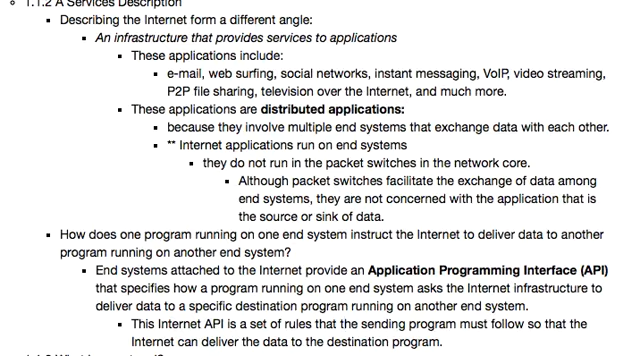 1.1.2 A Services Description
Describing the Internet form a different angle:
An infrastructure that provides services to applications
These applications include:
e-mail, web surfing, social networks, instant messaging, VoIP, video streaming,
P2P file sharing, television over the Internet, and much more.
These applications are distributed applications:
because they involve multiple end systems that exchange data with each other.
** Internet applications run on end systems
they do not run in the packet switches in the network core.
Although packet switches facilitate the exchange of data among
end systems, they are not concerned with the application that is
the source or sink of data.
How does one program running on one end system instruct the Internet to deliver data to another
program running on another end system?
End systems attached to the Internet provide an Application Programming Interface (API)
that specifies how a program running on one end system asks the Internet infrastructure to
deliver data to a specific destination program running on another end system.
This Internet API is a set of rules that the sending program must follow so that the
Internet can deliver the data to the destination program.